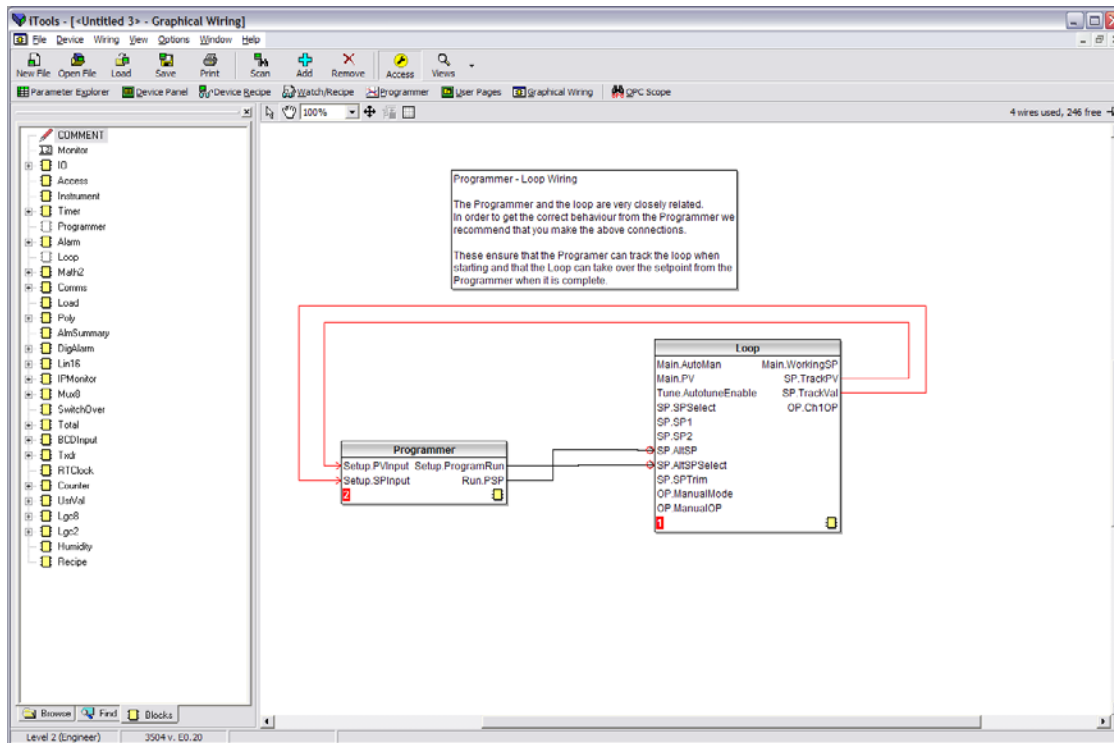 iTools - [<Untitled 3> - Graphical Wiring]
File Device Wiring View Options Window Help
New File Open File Load Save Print Scan Add Remove Access Views
Parameter Explorer Device Panel Device Recipe Watch/Recipe Programmer User Pages Graphical Wiring OPC Scope
100%
4 wires used, 246 free
COMMENT
Monitor
IO
Access
Instrument
Timer
Programmer
Alarm
Loop
Math2
Comms
Load
Poly
AlmSummary
DigAlarm
Lin16
IPMonitor
Mux8
SwitchOver
Total
BCDInput
Txdr
RTClock
Counter
UsrVal
Lgc8
Lgc2
Humidity
Recipe
Browse Find Blocks
Level 2 (Engineer) 3504 v. E0.20
Programmer - Loop Wiring
The Programmer and the loop are very closely related.
In order to get the correct behaviour from the Programmer we
recommend that you make the above connections.
These ensure that the Programer can track the loop when
starting and that the Loop can take over the setpoint from the
Programmer when it is complete.
Programmer
Setup.PVInput Setup.ProgramRun
Setup.SPInput Run.PSP
2
Loop
Main.AutoMan Main.WorkingSP
Main.PV SP.TrackPV
Tune.AutotuneEnable SP.TrackVal
SP.SPSelect OP.Ch1OP
SP.SP1
SP.SP2
SP.AltSP
SP.AltSPSelect
SP.SPTrim
OP.ManualMode
OP.ManualOP
1